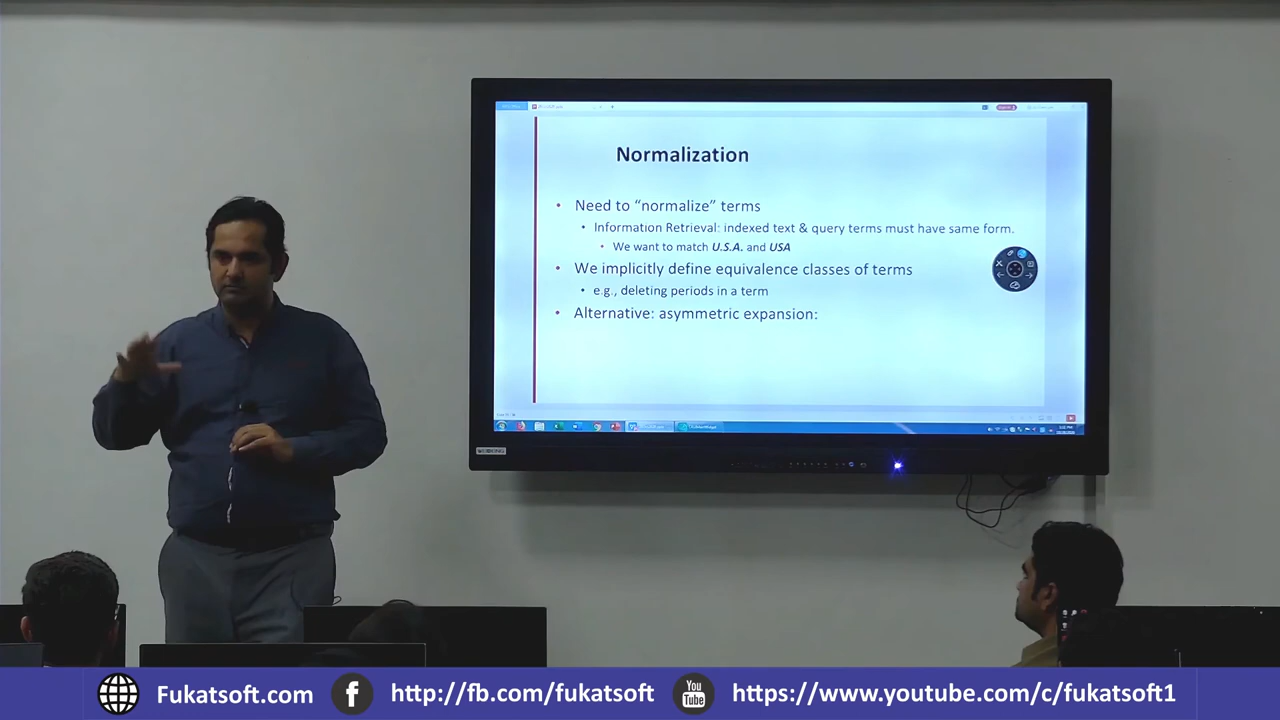 Normalization
• Need to “normalize” terms
• Information Retrieval: indexed text & query terms must have same form.
• We want to match U.S.A. and USA
• We implicitly define equivalence classes of terms
• e.g., deleting periods in a term
• Alternative: asymmetric expansion:
Fukatsoft.com
f
http://fb.com/fukatsoft
You
Tube
https://www.youtube.com/c/fukatsoft1